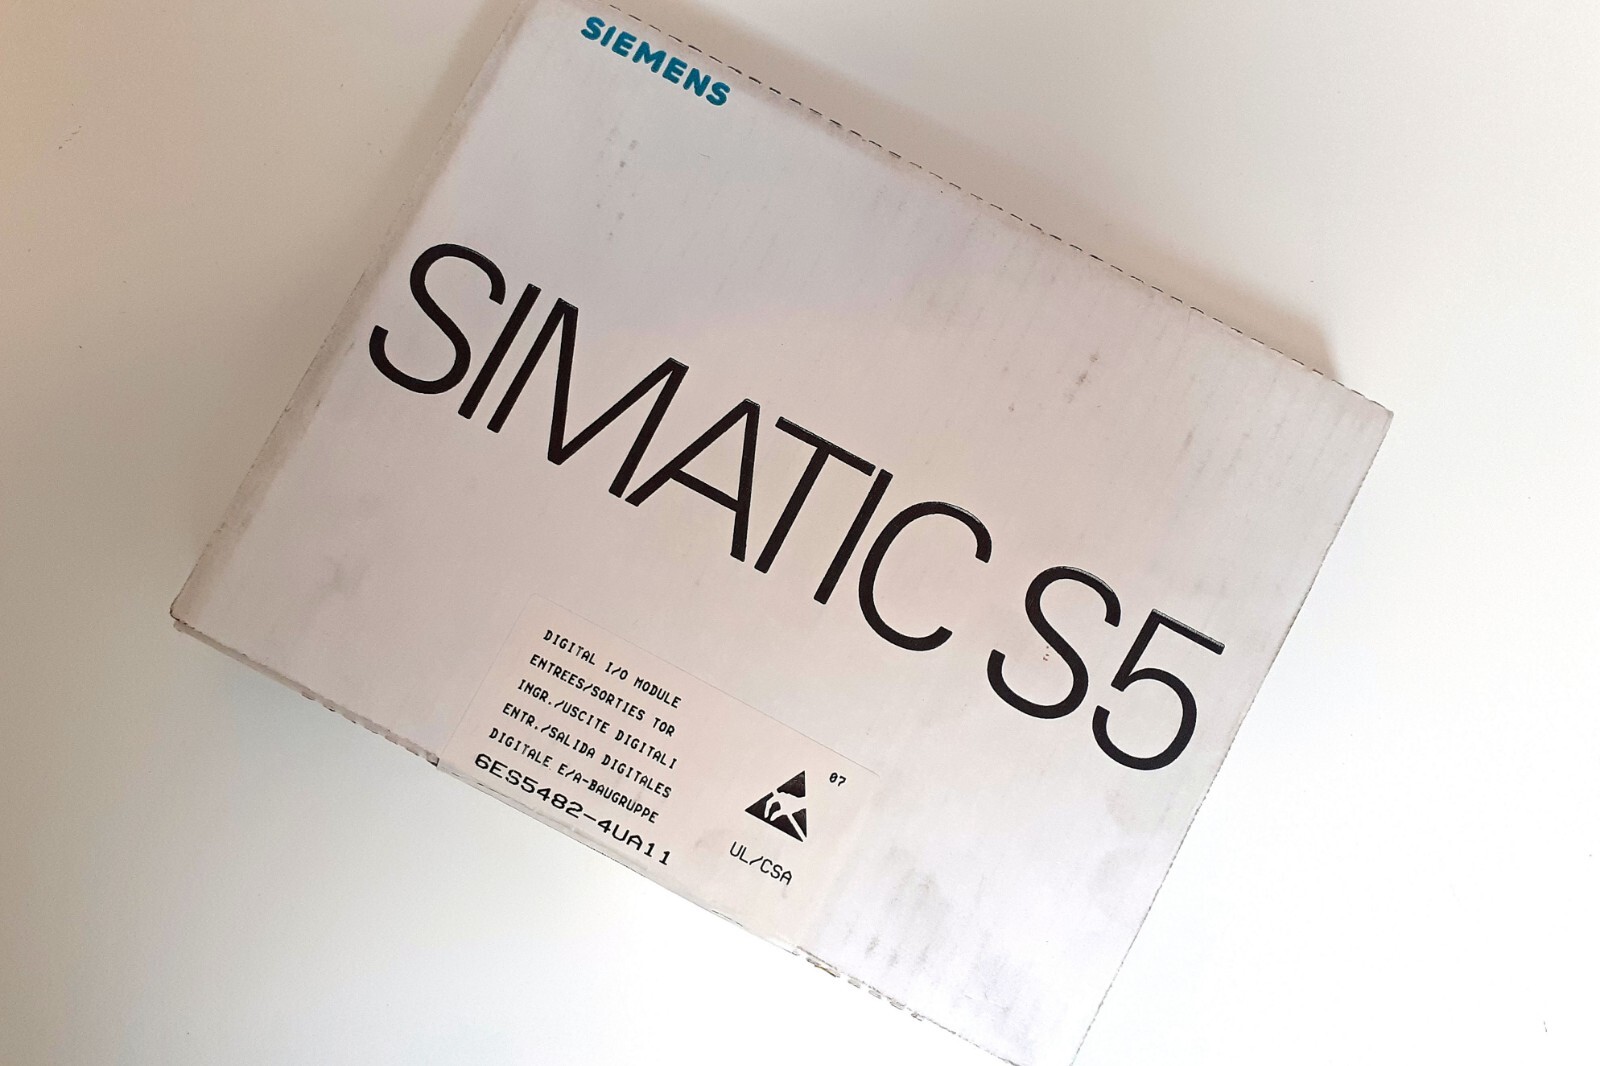 SIEMENS
SIMATIC S5
DIGITAL I/O MODULE
ENTREES/SORTIES TOR
INGR./USCITE DIGITALI
ENTR./SALIDA DIGITALES
DIGITALE E/A-BAUGRUPPE
6ES5482-4UA11
07
UL/CSA